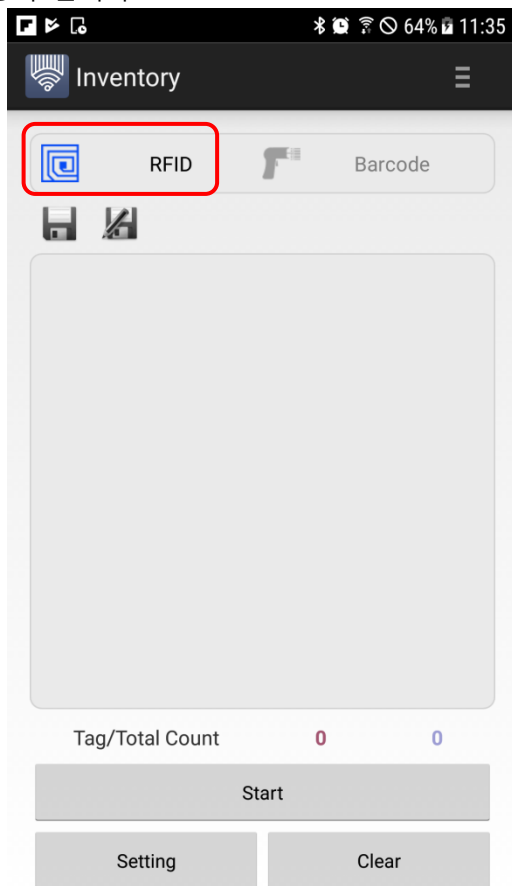 64% 11:35
Inventory
RFID Barcode
Tag/Total Count 0 0
Start
Setting Clear